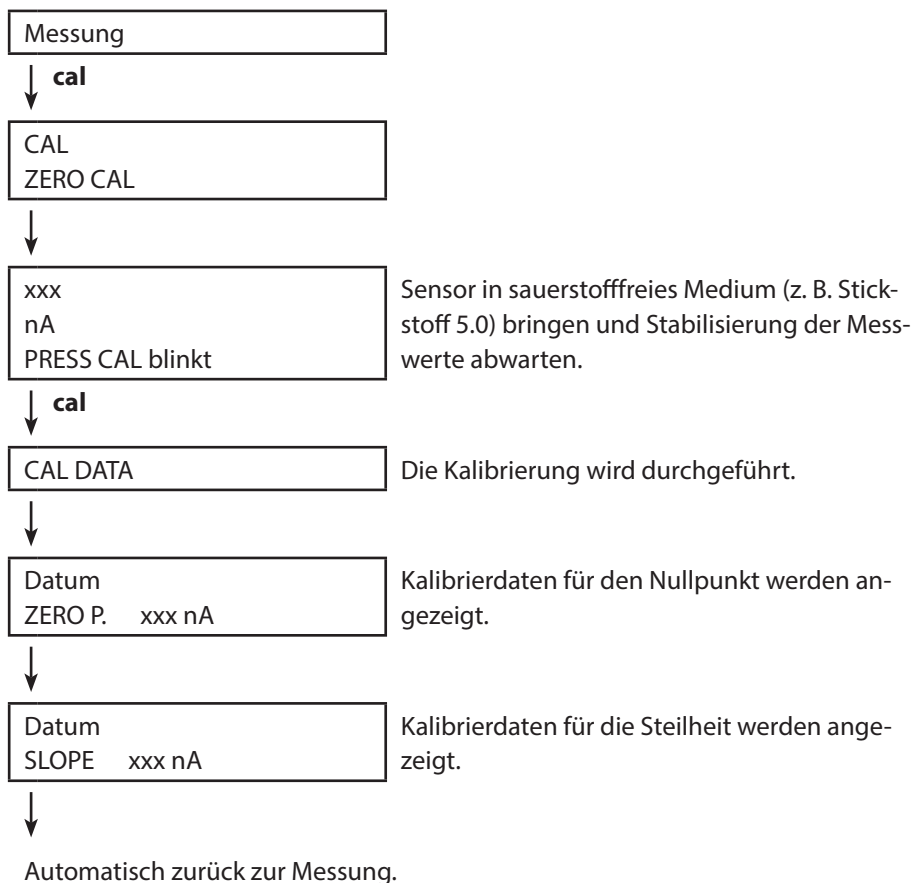 Messung
cal
CAL
ZERO CAL
xxx
nA
PRESS CAL blinkt
Sensor in sauerstofffreies Medium (z. B. Stick-
stoff 5.0) bringen und Stabilisierung der Mess-
werte abwarten.
cal
CAL DATA
Die Kalibrierung wird durchgeführt.
Datum
ZERO P. xxx nA
Kalibrierdaten für den Nullpunkt werden an-
gezeigt.
Datum
SLOPE xxx nA
Kalibrierdaten für die Steilheit werden ange-
zeigt.
Automatisch zurück zur Messung.